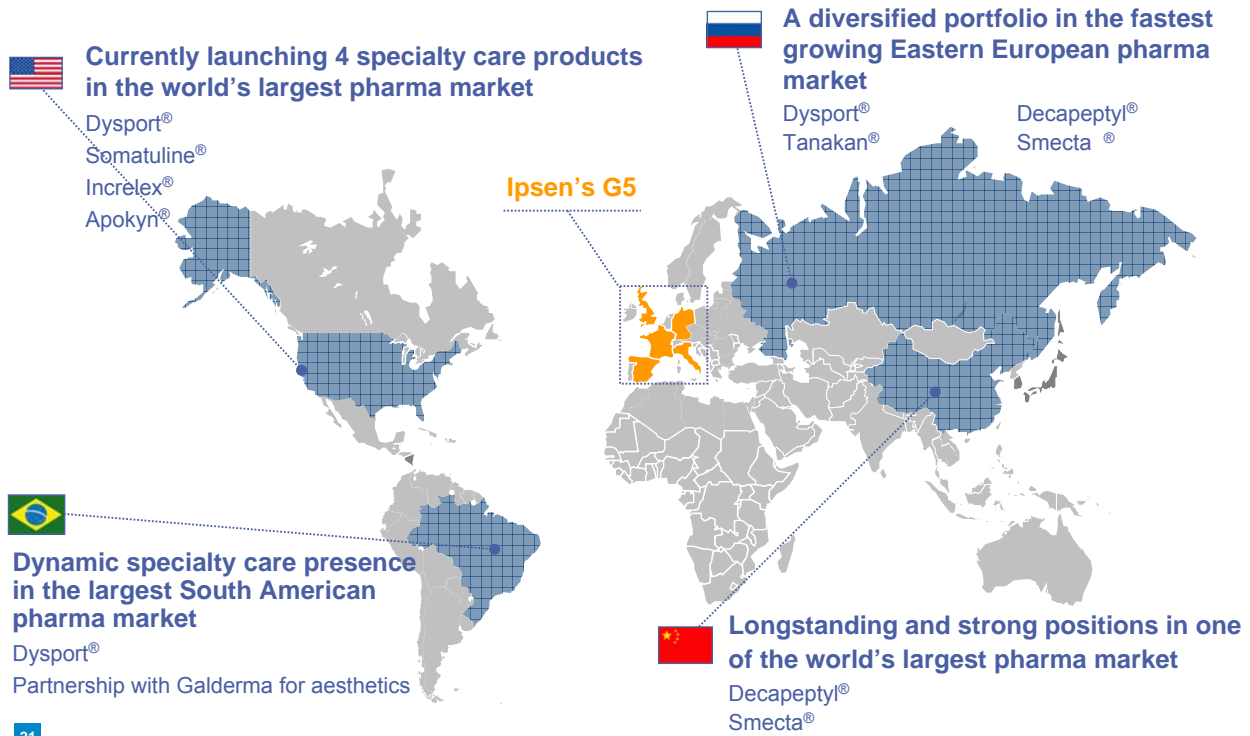 Currently launching 4 specialty care products
in the world's largest pharma market
Dysport®
Somatuline®
Increlex®
Apokyn®
A diversified portfolio in the fastest
growing Eastern European pharma
market
Dysport® Decapeptyl®
Tanakan® Smecta ®
Ipsen's G5
Dynamic specialty care presence
in the largest South American
pharma market
Dysport®
Partnership with Galderma for aesthetics
Longstanding and strong positions in one
of the world's largest pharma market
Decapeptyl®
Smecta®
21